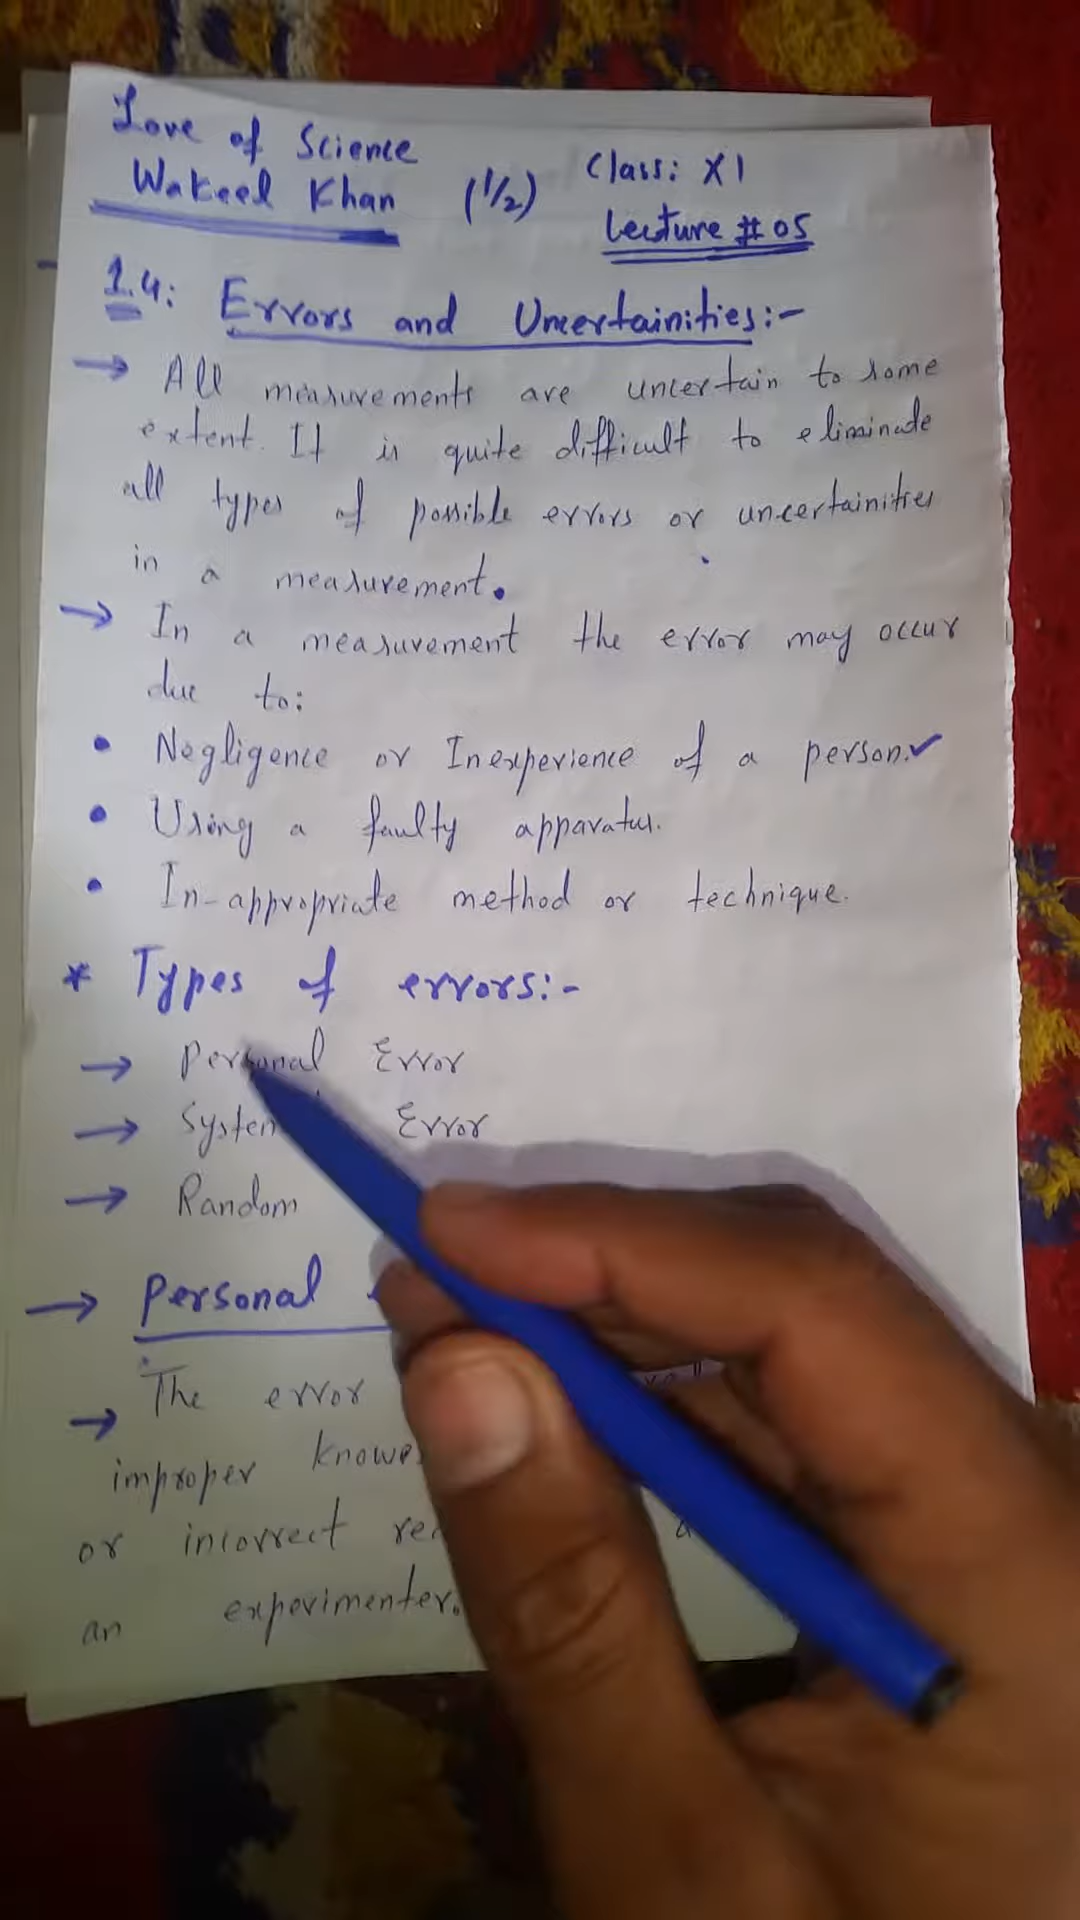 Love of Science
Wakeel Khan (1/2) Class: XI
Lecture # 05
1.4: Errors and Uncertainities:-
→ All measurements are uncertain to some
extent. It is quite difficult to eliminate
all types of possible errors or uncertainities
in a measurement.
→ In a measurement the error may occur
due to:
• Negligence or Inexperience of a person.✓
• Using a faulty apparatus.
• In-appropriate method or technique.
* Types of errors:-
→ Personal Error
→ Error
→ Random
→ Personal
→ The error
improper
or incorrect
an experimenter.